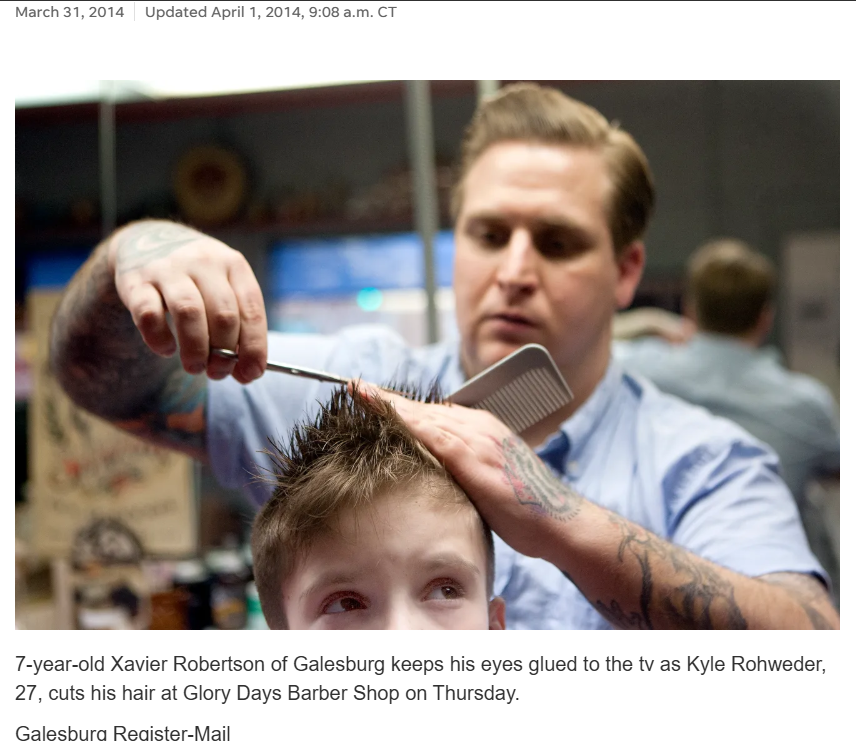 March 31, 2014 Updated April 1, 2014, 9:08 a.m. CT
7-year-old Xavier Robertson of Galesburg keeps his eyes glued to the tv as Kyle Rohweder,
27, cuts his hair at Glory Days Barber Shop on Thursday.
Galesburg Register-Mail